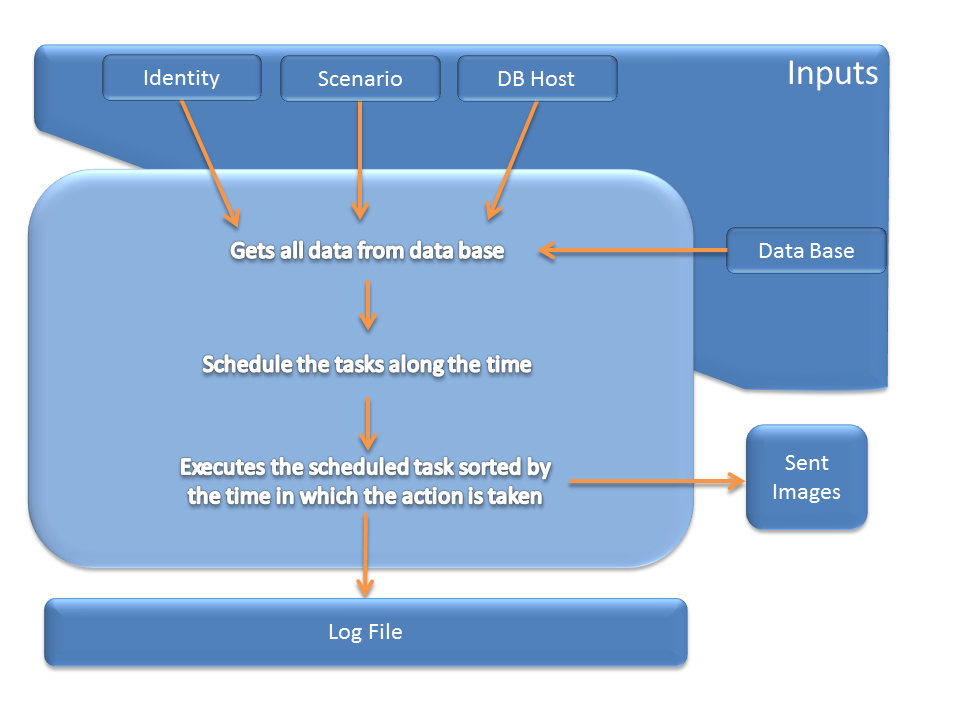 Inputs
Identity
Scenario
DB Host
Gets all data from data base
Data Base
Schedule the tasks along the time
Executes the scheduled task sorted by
the time in which the action is taken
Sent
Images
Log File